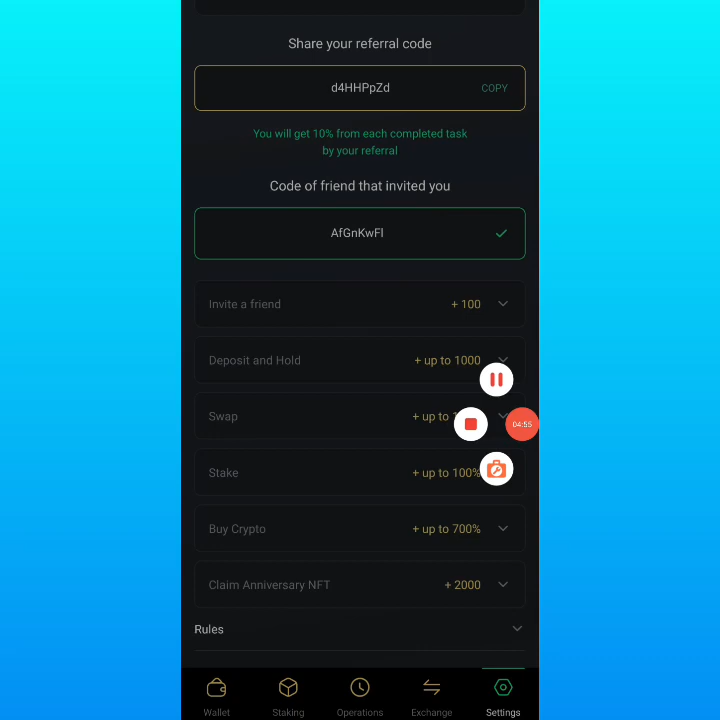 Share your referral code
d4HHPpZd COPY
You will get 10% from each completed task
by your referral
Code of friend that invited you
Invite a friend + 100
Deposit and Hold + up to 1000
Swap + up to
Stake + up to 100%
04:55
Buy Crypto + up to 700%
Claim Anniversary NFT + 2000
Rules
Wallet Staking Operations Exchange Settings